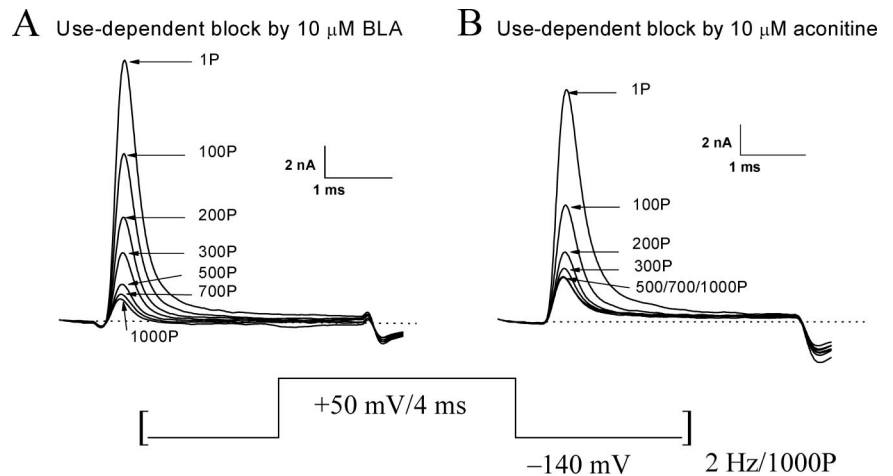 A Use-dependent block by 10 μM BLA
1P
100P
200P
300P
500P
700P
1000P
2 nA
1 ms
B Use-dependent block by 10 μM aconitine
1P
100P
200P
300P
500/700/1000P
2 nA
1 ms
[ +50 mV/4 ms ]
–140 mV
2 Hz/1000P